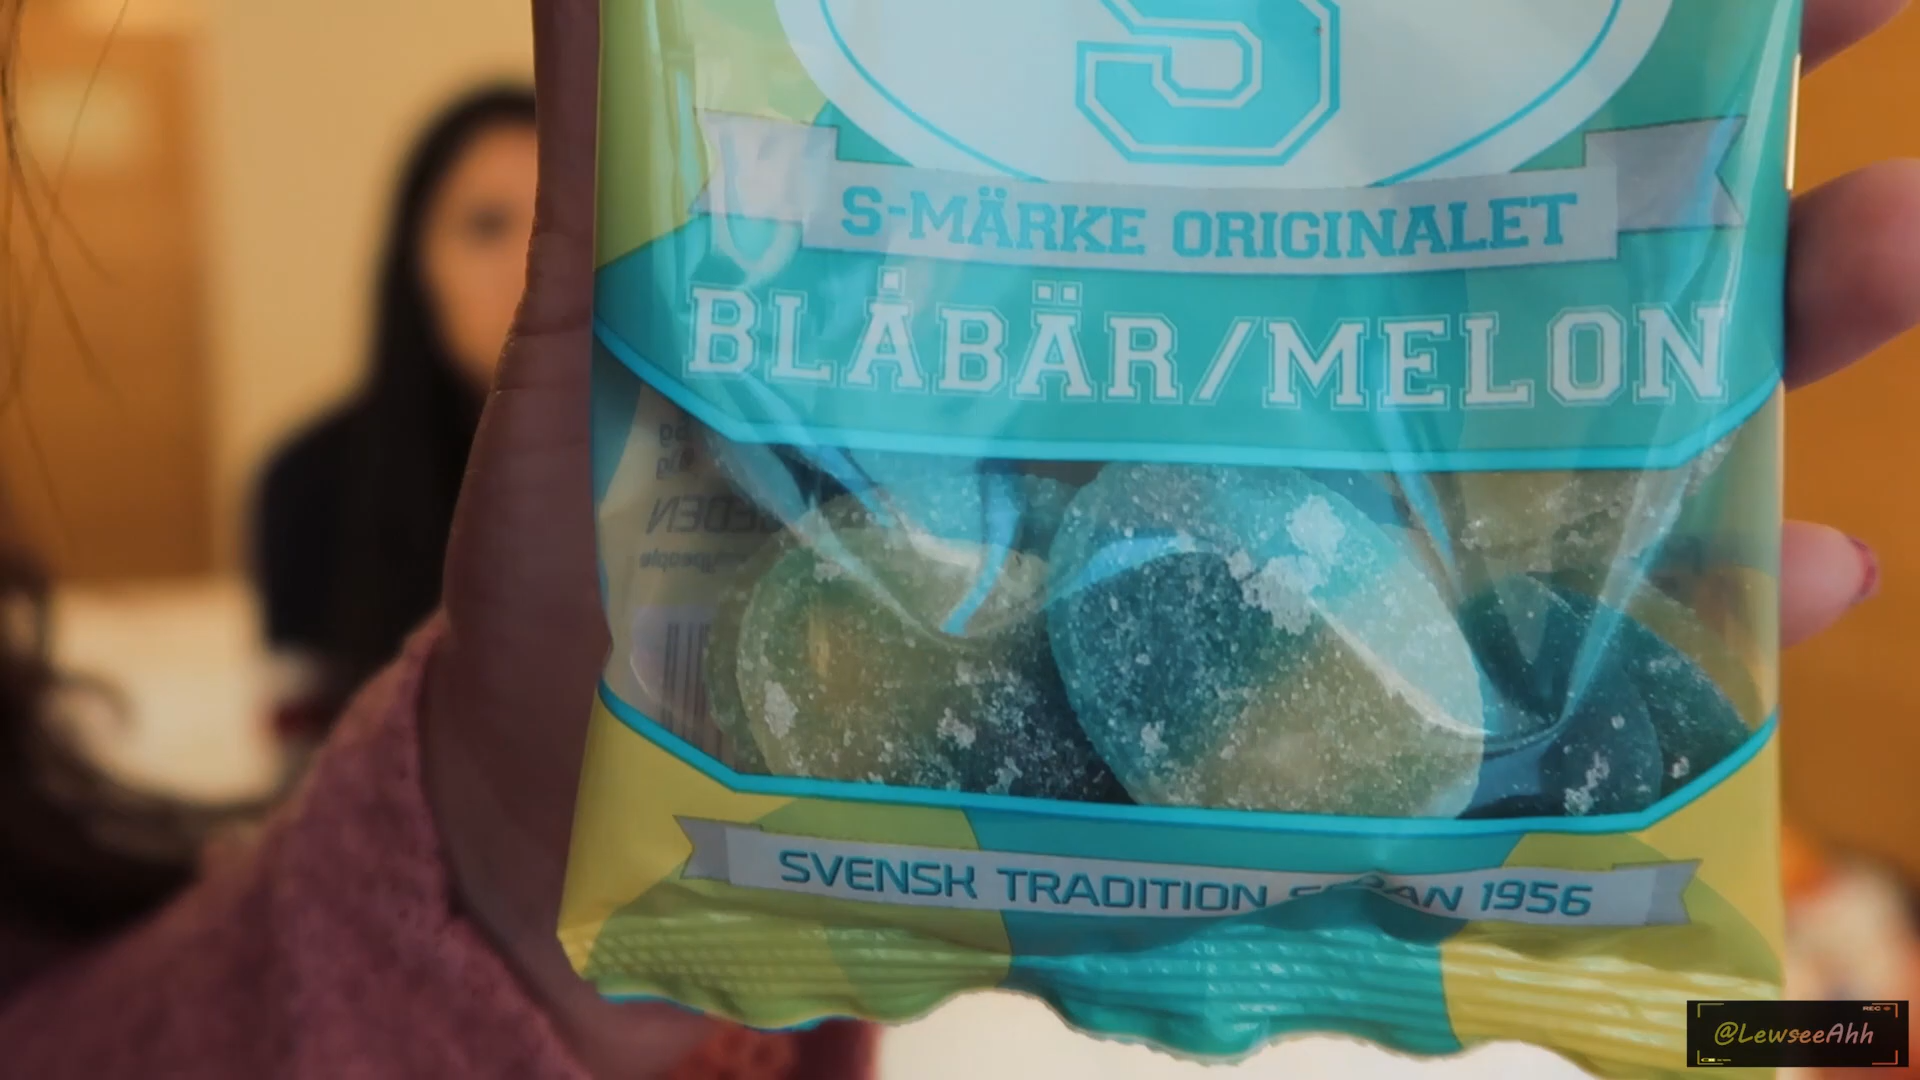 S
S-MÄRKE ORIGINALET
BLÅBÄR/MELON
SVENSK TRADITION 1956
@LewseeAhh